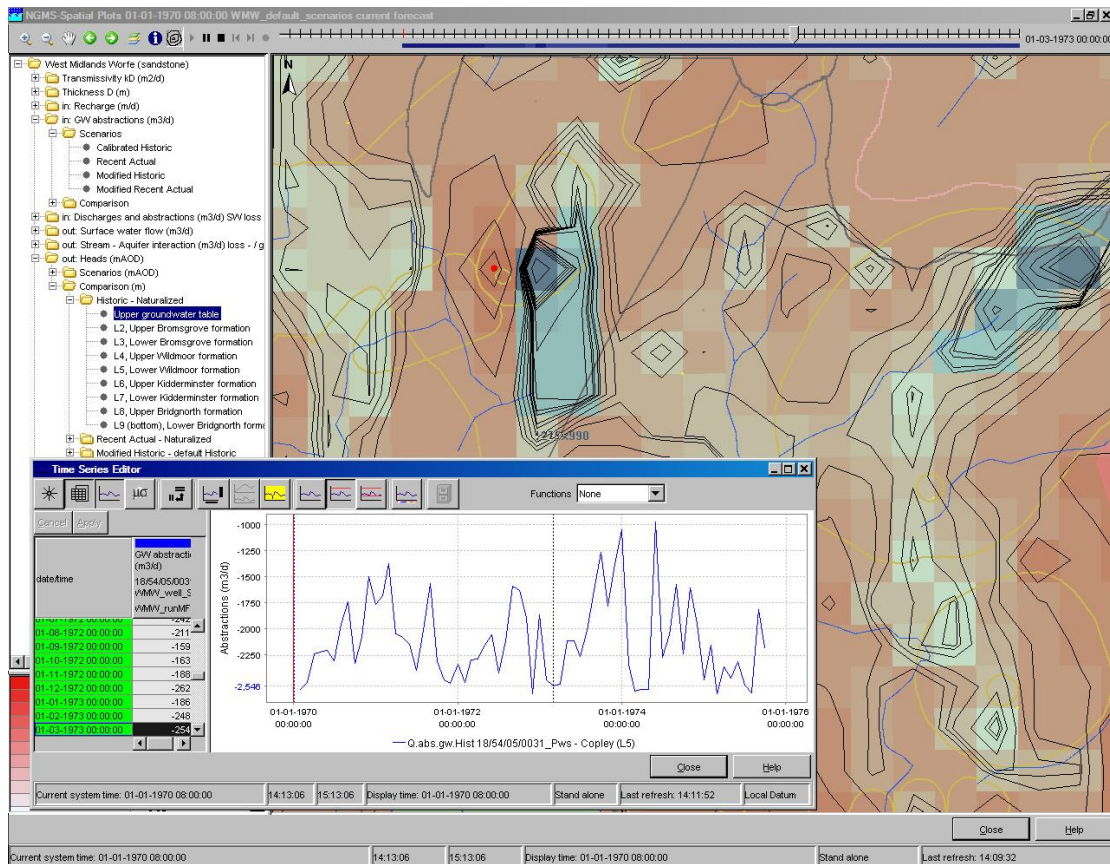 NGMS-Spatial Plots 01-01-1970 08:00:00 WMW_default_scenarios current forecast
01-03-1973 00:00:00
West Midlands Worfe (sandstone)
Transmissivity kD (m2/d)
Thickness D (m)
in: Recharge (m/d)
in: GW abstractions (m3/d)
Scenarios
Calibrated Historic
Recent Actual
Modified Historic
Modified Recent Actual
Comparison
in: Discharges and abstractions (m3/d) SW loss
out: Surface water flow (m3/d)
out: Stream - Aquifer interaction (m3/d) loss - / g
out: Heads (mAOD)
Scenarios (mAOD)
Comparison (m)
Historic - Naturalized
Upper groundwater table
L2, Upper Bromsgrove formation
L3, Lower Bromsgrove formation
L4, Upper Wildmoor formation
L5, Lower Wildmoor formation
L6, Upper Kidderminster formation
L7, Lower Kidderminster formation
L8, Upper Bridgnorth formation
L9 (bottom), Lower Bridgnorth forma
Recent Actual - Naturalized
Modified Historic - default Historic
N
Time Series Editor
μσ
Functions None
Cancel Apply
date/time
GW abstracti
(m3/d)
18/54/05/003
WMW_well_S
WMW_runMF
01-07-1972 00:00:00 -242
01-08-1972 00:00:00 -211
01-09-1972 00:00:00 -159
01-10-1972 00:00:00 -163
01-11-1972 00:00:00 -188
01-12-1972 00:00:00 -262
01-01-1973 00:00:00 -186
01-02-1973 00:00:00 -248
01-03-1973 00:00:00 -254
Abstractions (m3/d)
-1000
-1250
-1500
-1750
-2000
-2250
-2,546
01-01-1970 01-01-1972 01-01-1974 01-01-1976
00:00:00 00:00:00 00:00:00 00:00:00
Q.abs.gw.Hist 18/54/05/0031_Pws - Copley (L5)
Close Help
Current system time: 01-01-1970 08:00:00 14:13:06 15:13:06 Display time: 01-01-1970 08:00:00 Stand alone Last refresh: 14:11:52 Local Datum
Close Help
Current system time: 01-01-1970 08:00:00 14:13:06 15:13:06 Display time: 01-01-1970 08:00:00 Stand alone Last refresh: 14:09:32